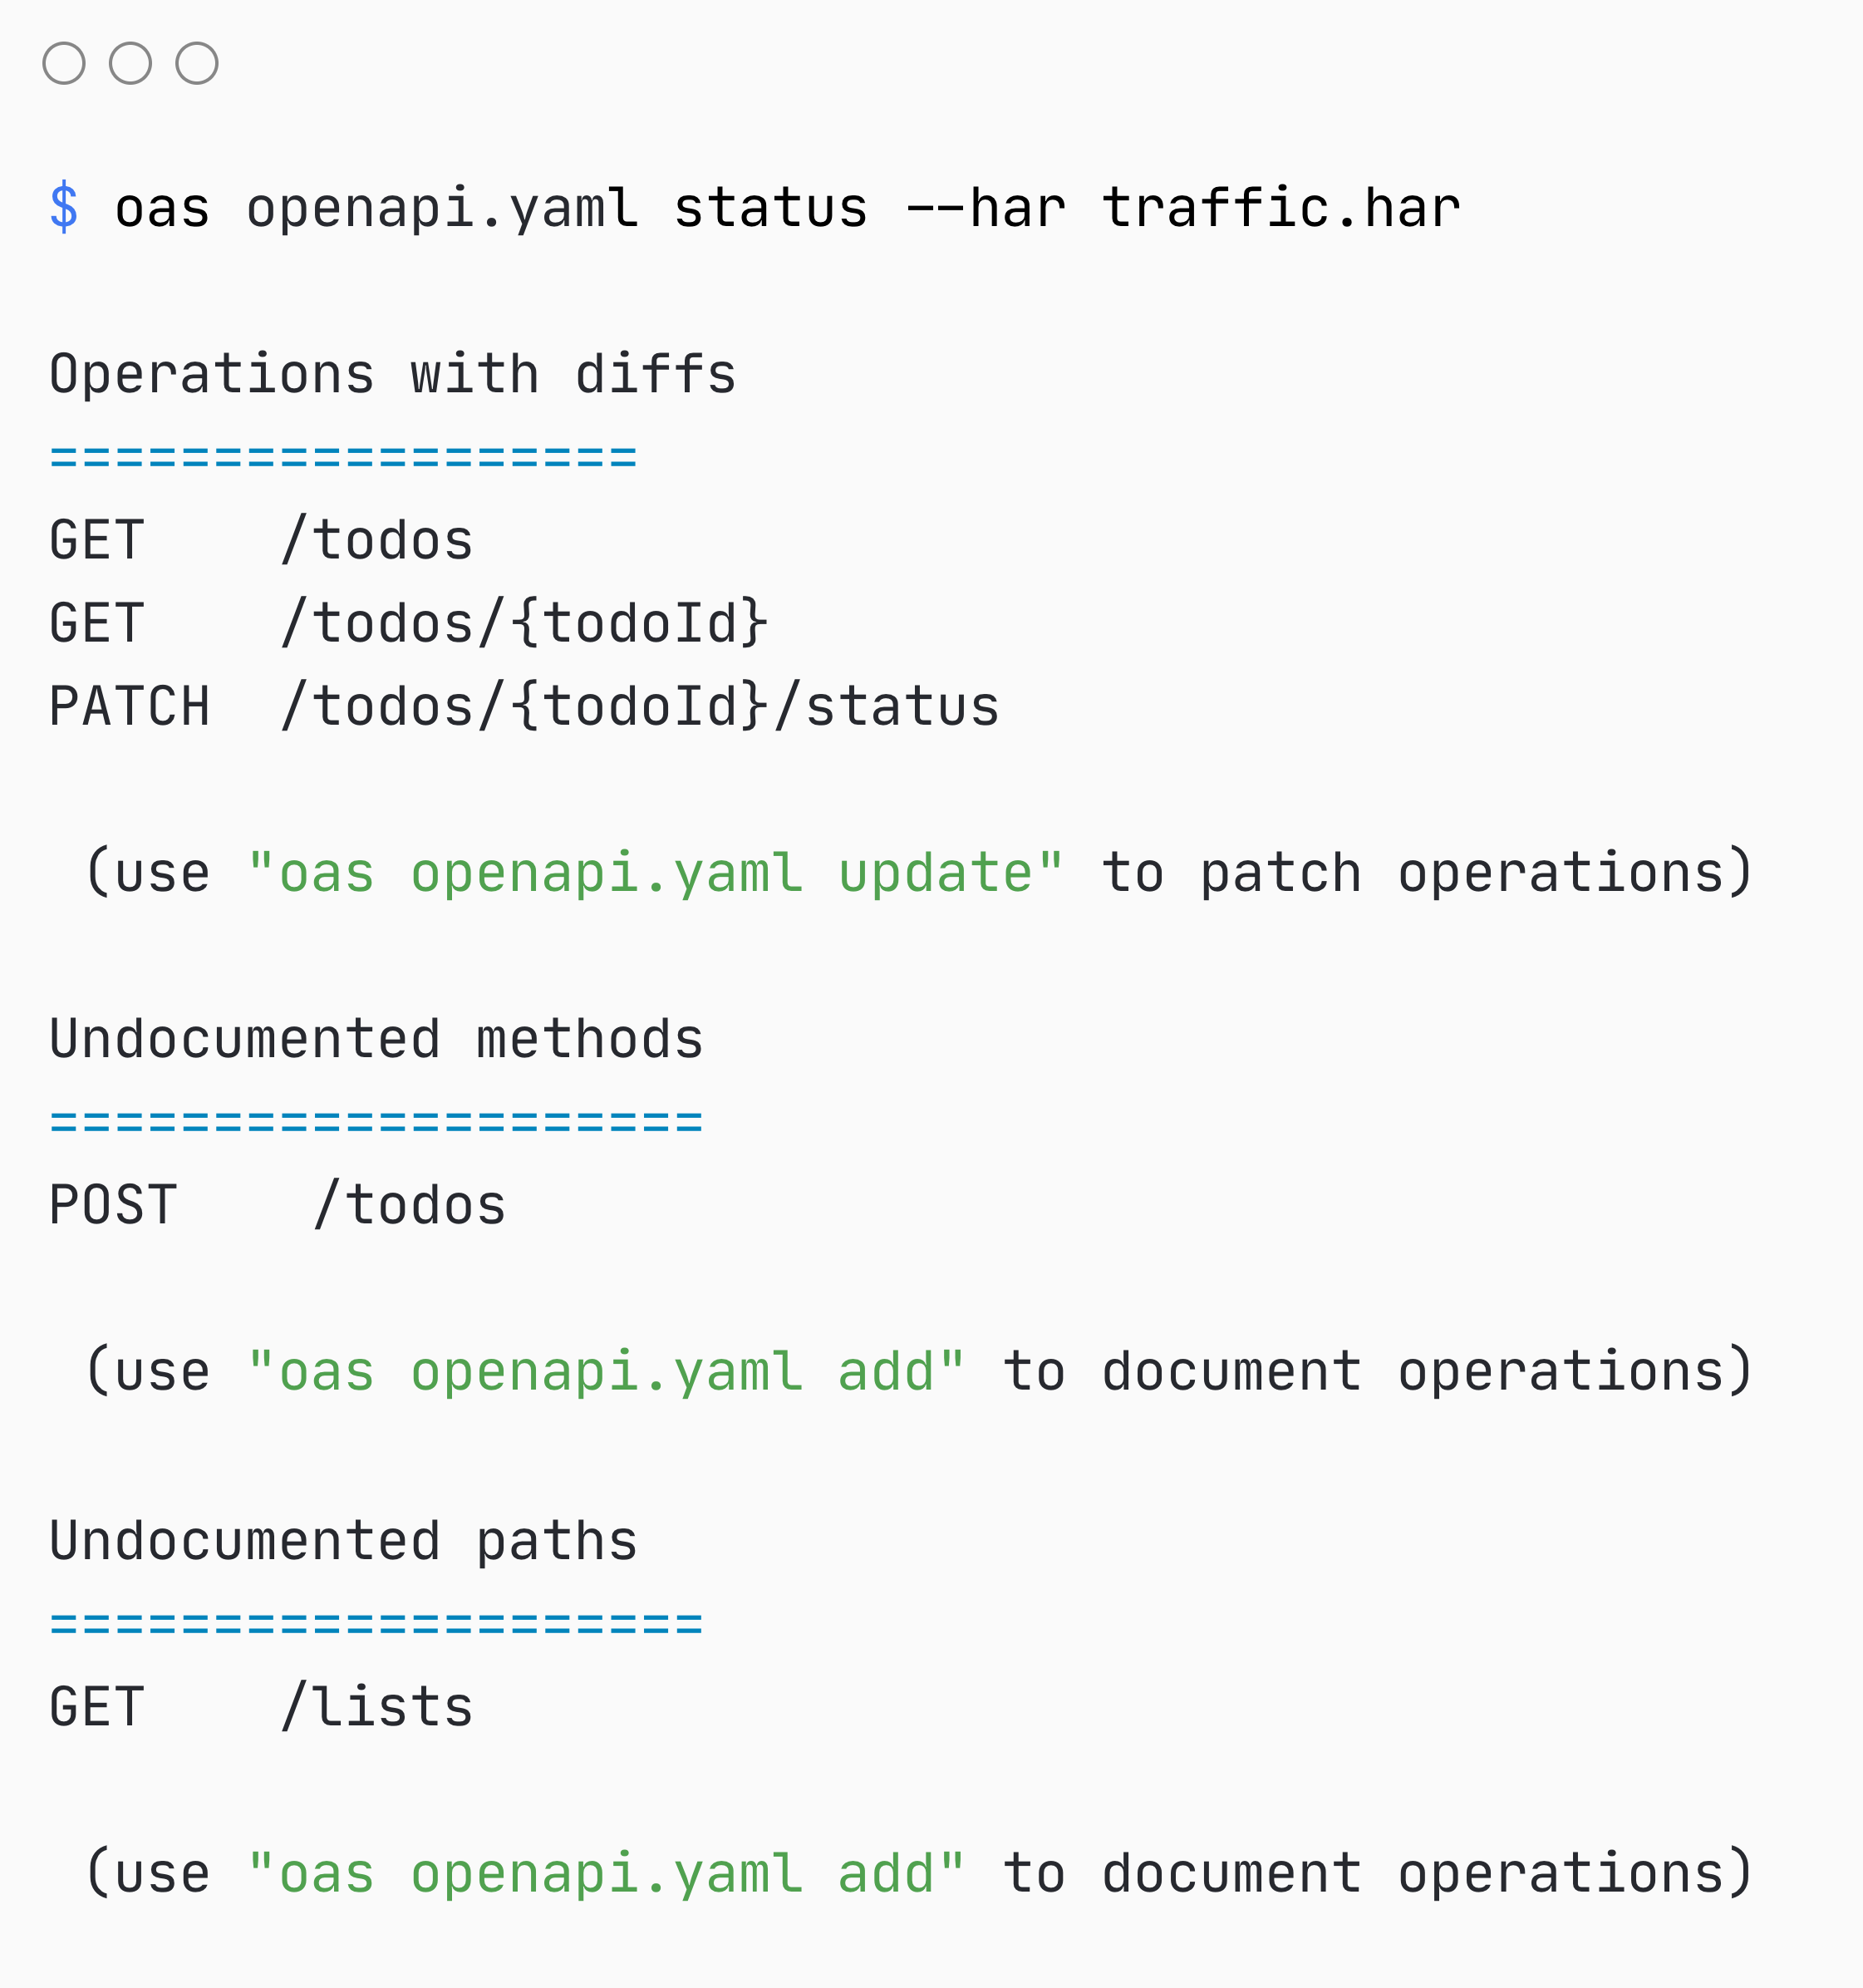 $ oas openapi.yaml status --har traffic.har
Operations with diffs
==================
GET    /todos
GET    /todos/{todoId}
PATCH  /todos/{todoId}/status
(use "oas openapi.yaml update" to patch operations)
Undocumented methods
====================
POST    /todos
(use "oas openapi.yaml add" to document operations)
Undocumented paths
====================
GET    /lists
(use "oas openapi.yaml add" to document operations)